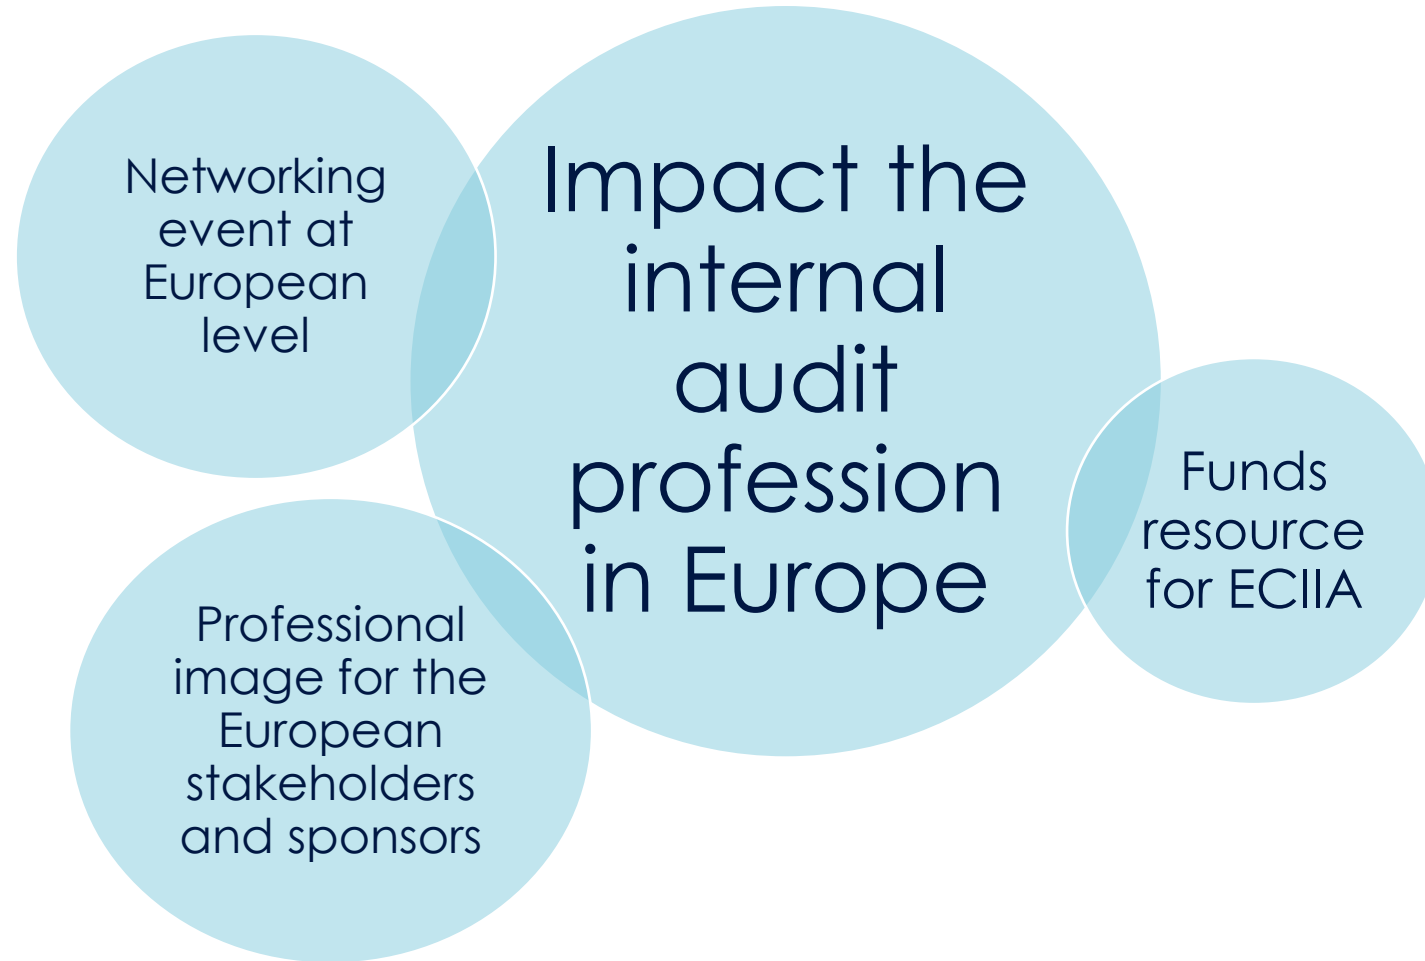 Networking
event at
European
level
Impact the
internal
audit
profession
in Europe
Funds
resource
for ECIIA
Professional
image for the
European
stakeholders
and sponsors